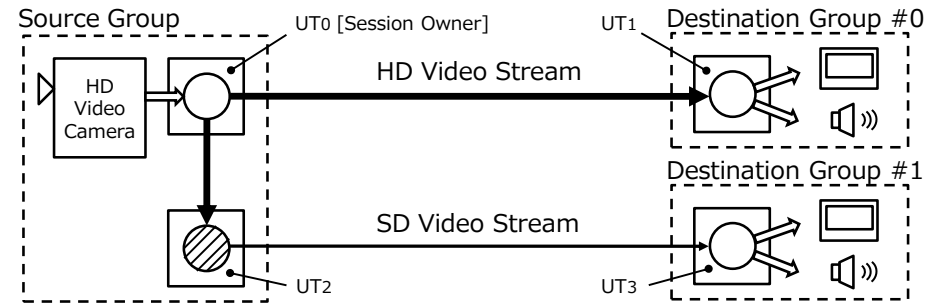 Source Group
UT0 [Session Owner]
UT1
Destination Group #0
HD
Video
Camera
HD Video Stream
Destination Group #1
SD Video Stream
UT2
UT3